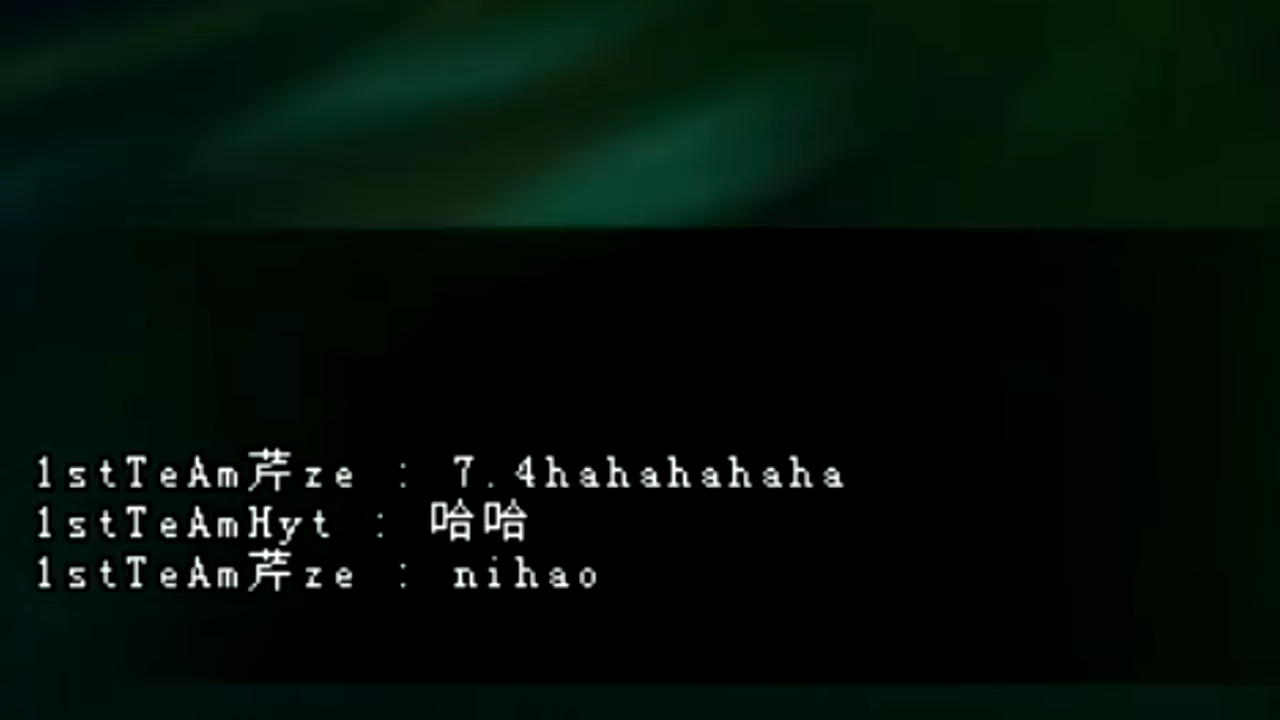 1stTeAm芹ze : 7.4hahahahaha
1stTeAmHyt : 哈哈
1stTeAm芹ze : nihao